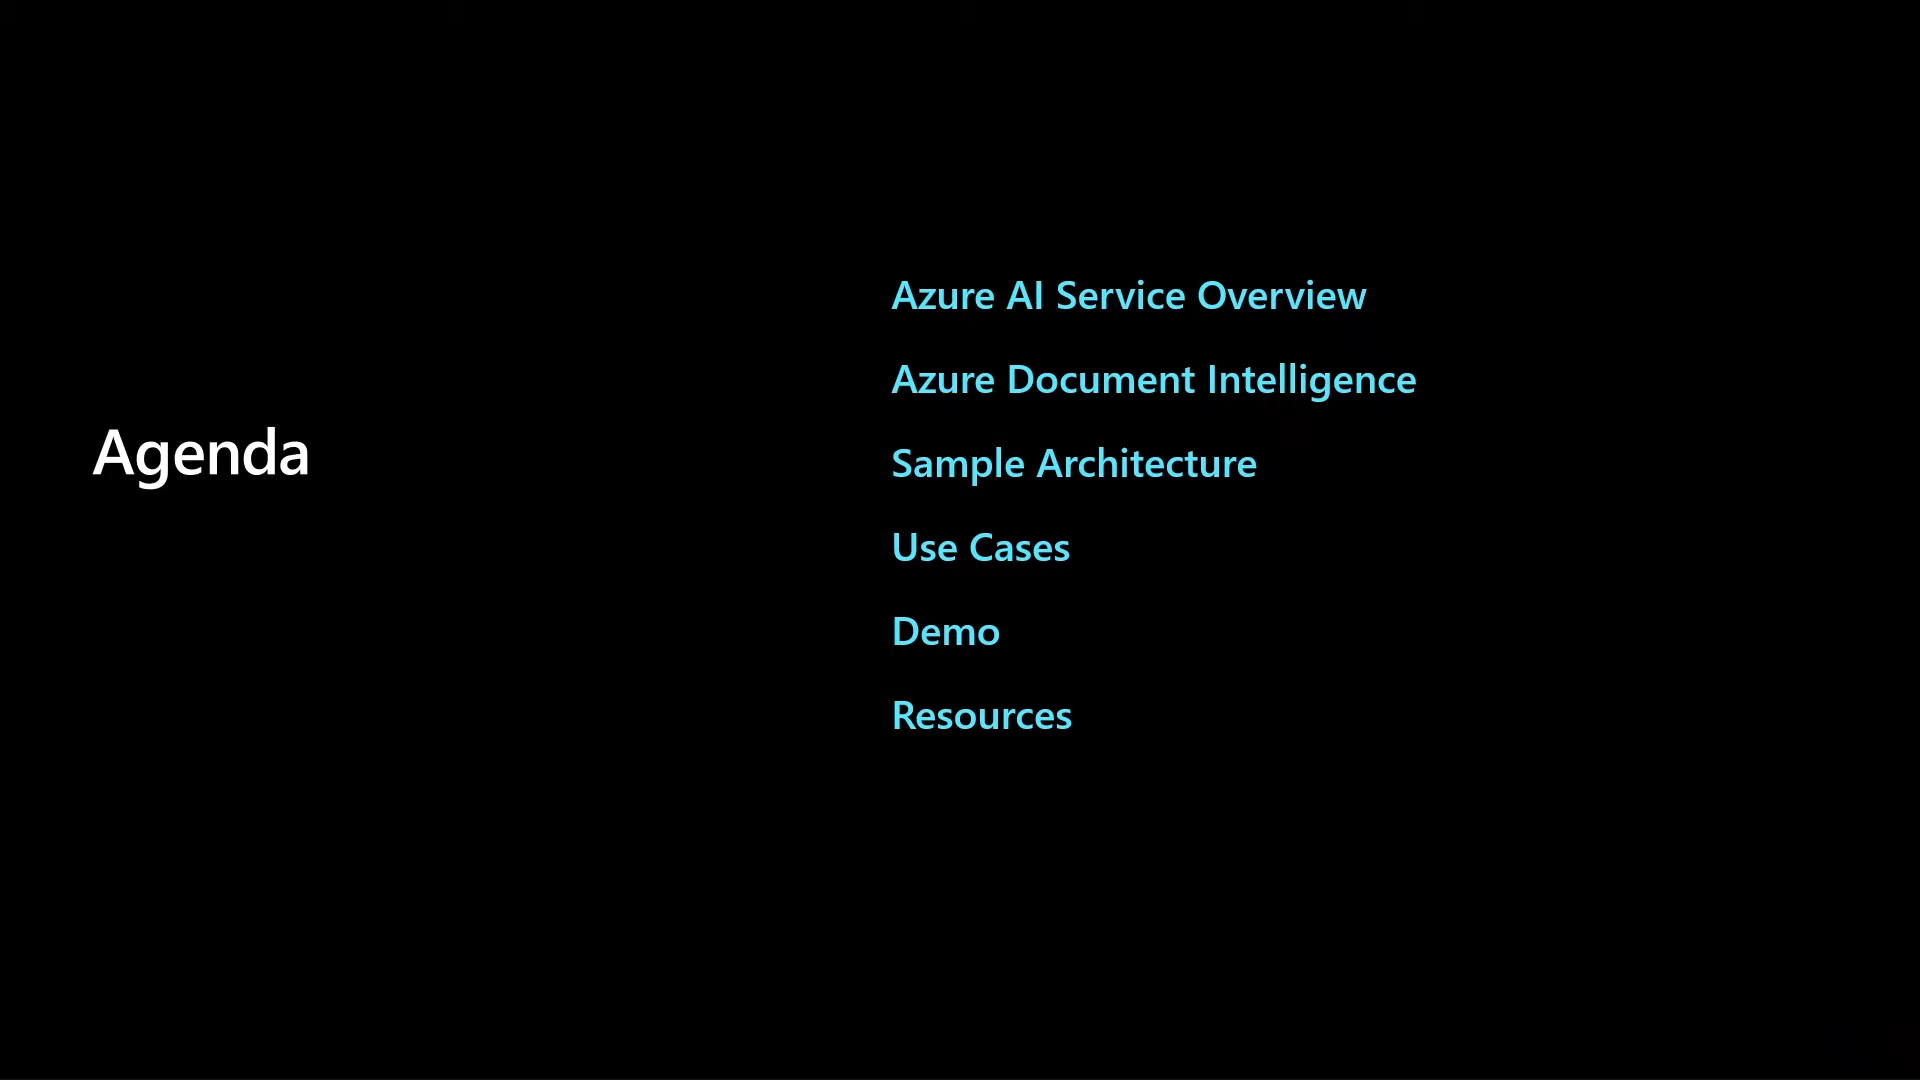 Agenda
Azure AI Service Overview
Azure Document Intelligence
Sample Architecture
Use Cases
Demo
Resources